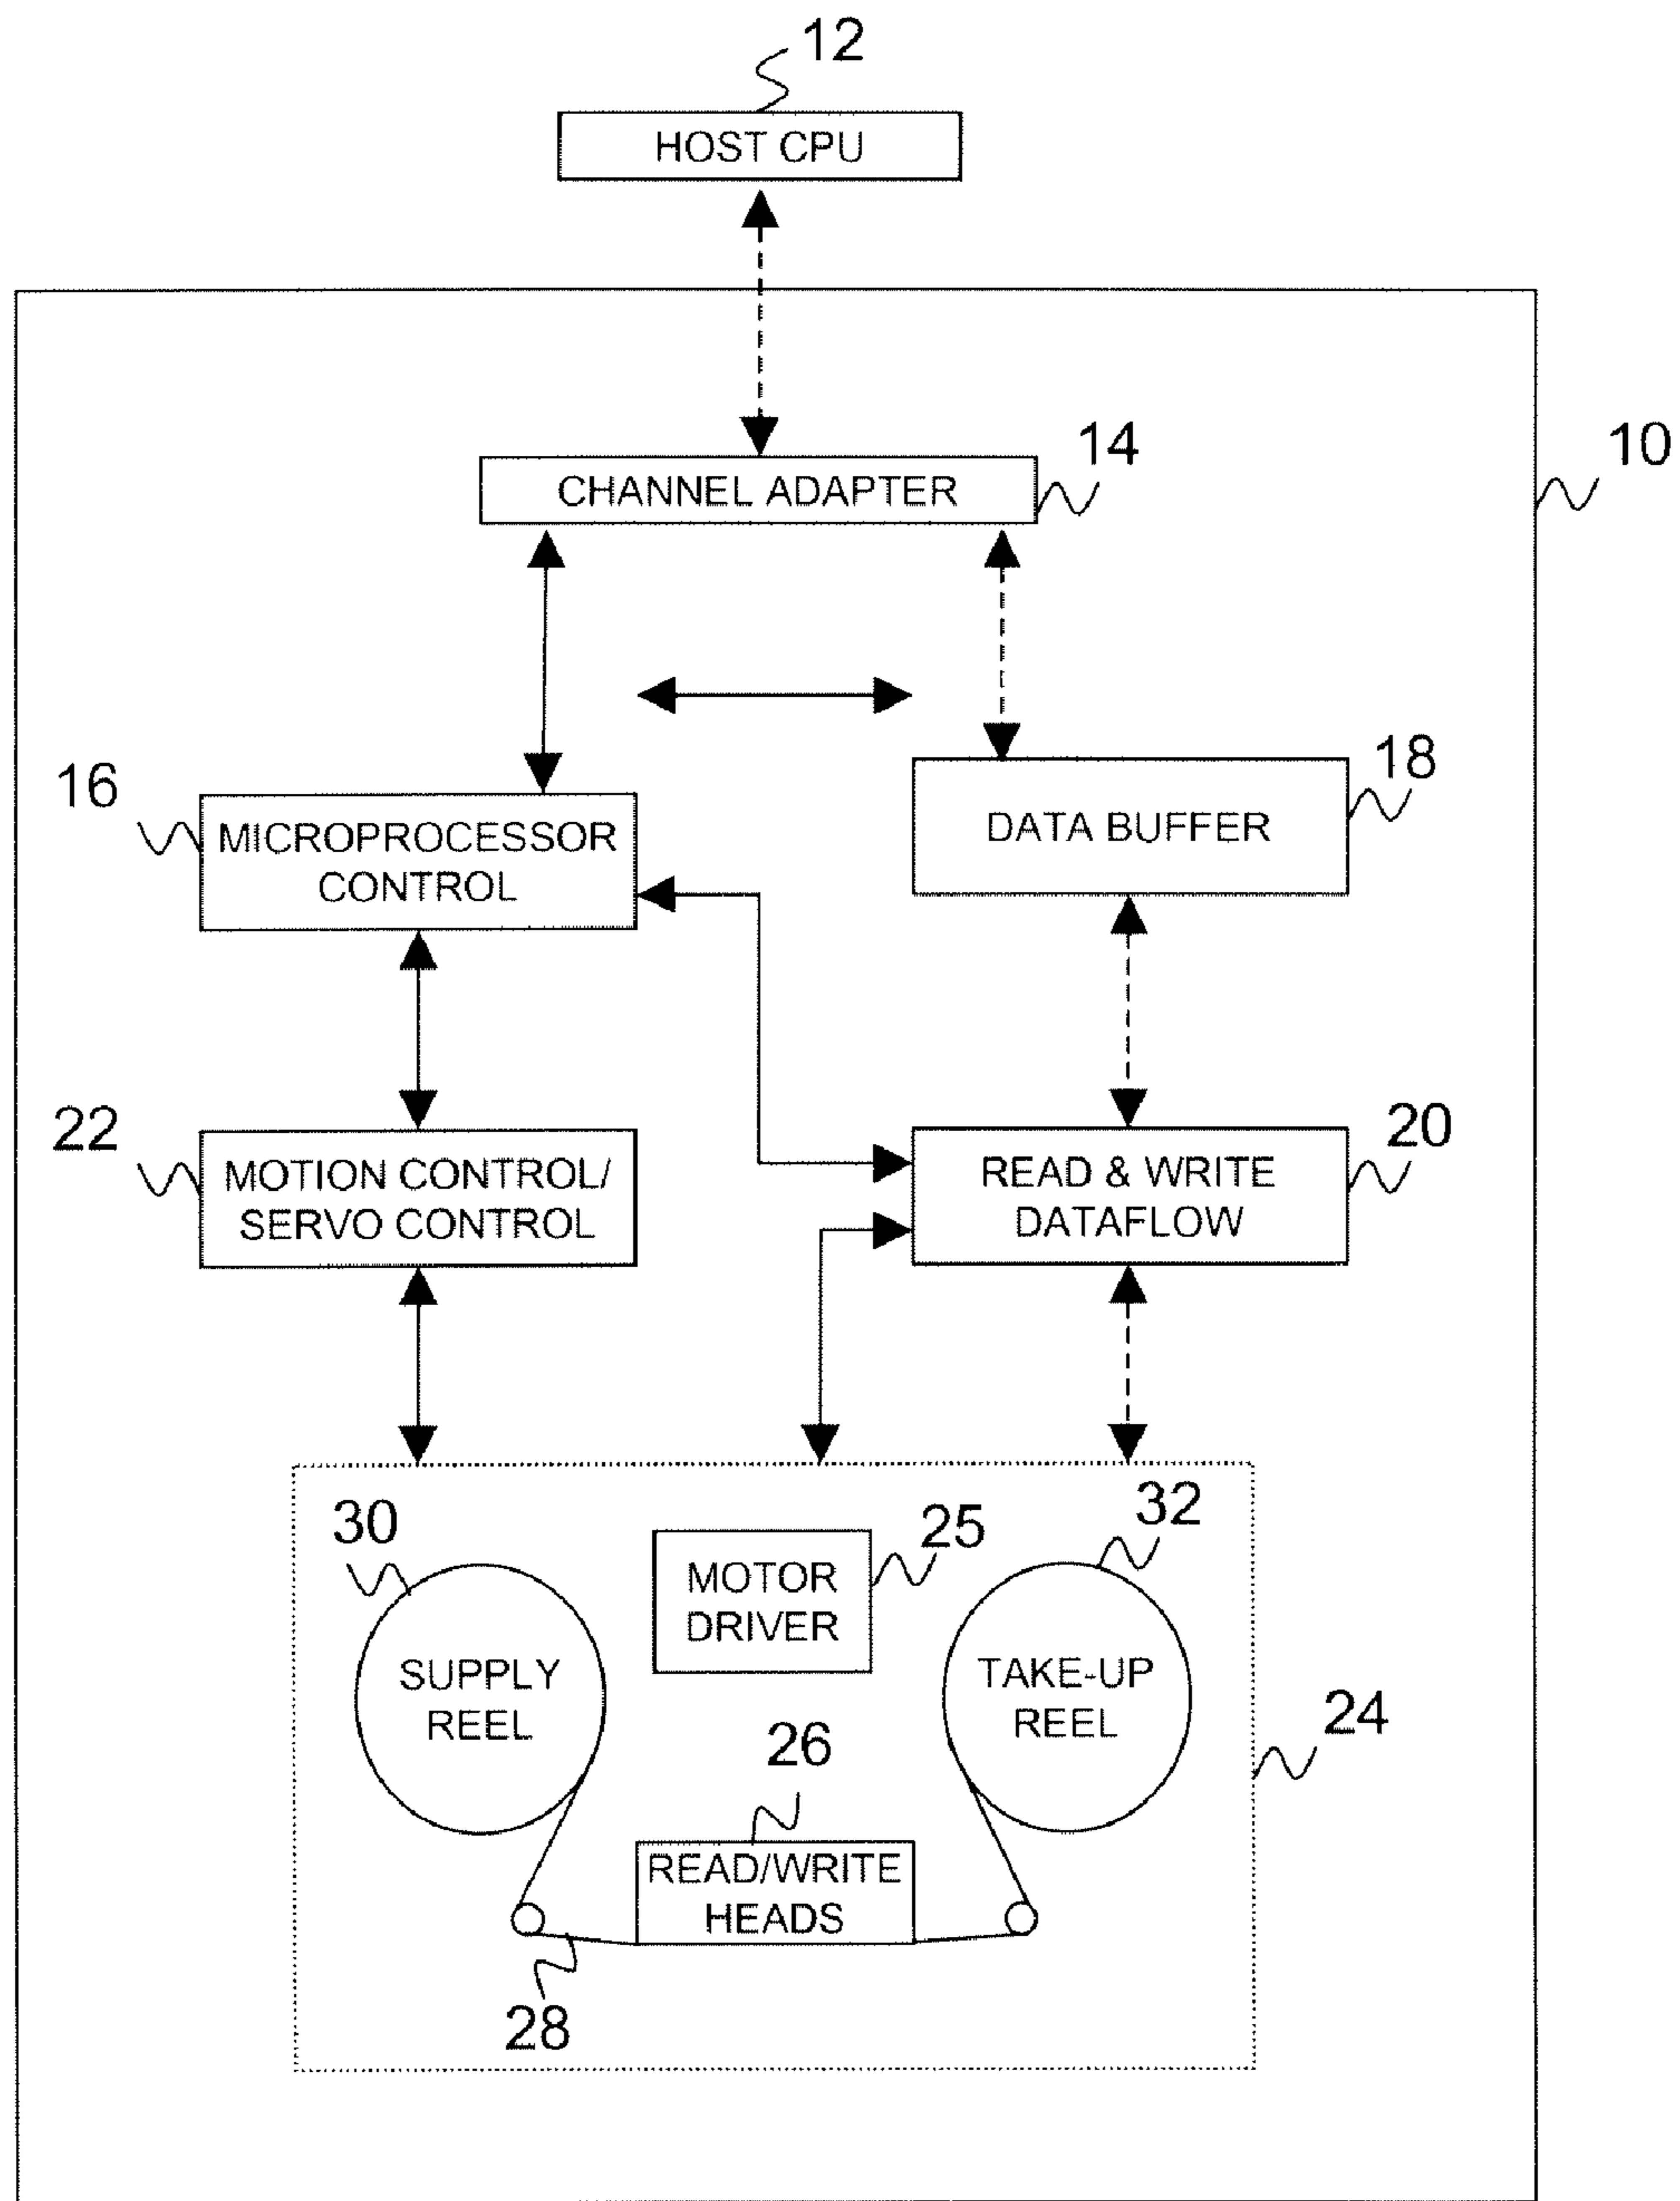 12
HOST CPU
10
14
CHANNEL ADAPTER
16
MICROPROCESSOR
CONTROL
18
DATA BUFFER
22
MOTION CONTROL/
SERVO CONTROL
20
READ & WRITE
DATAFLOW
30
SUPPLY
REEL
25
MOTOR
DRIVER
32
TAKE-UP
REEL
24
26
READ/WRITE
HEADS
28